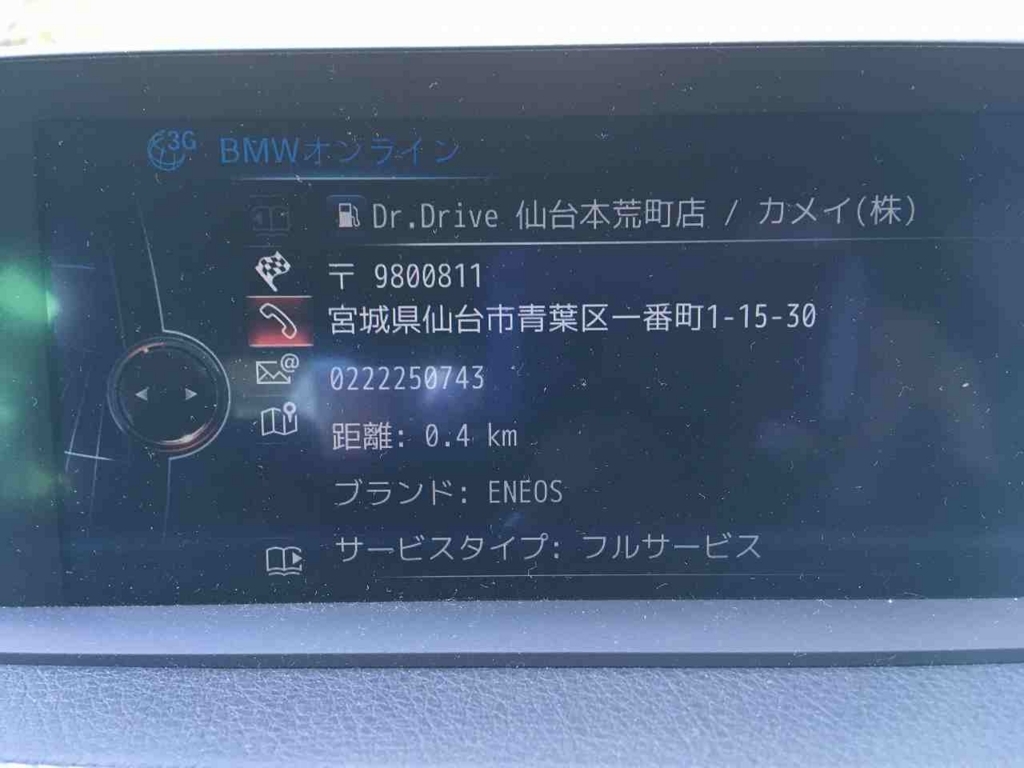 3G BMWオンライン
Dr.Drive 仙台本荒町店 / カメイ(株)
〒 9800811
宮城県仙台市青葉区一番町1-15-30
0222250743
距離: 0.4 km
ブランド: ENEOS
サービスタイプ: フルサービス